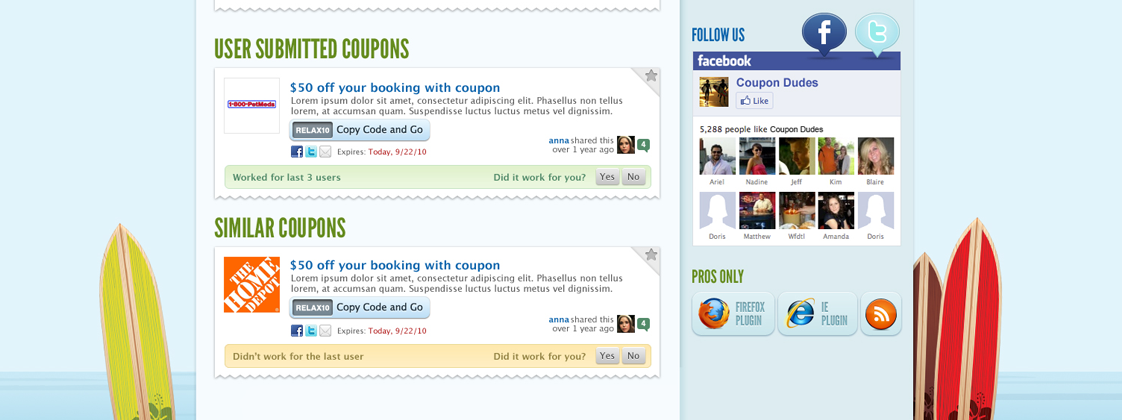 USER SUBMITTED COUPONS
1-800-PetMeds
$50 off your booking with coupon
Lorem ipsum dolor sit amet, consectetur adipiscing elit. Phasellus non tellus
lorem, at accumsan quam. Suspendisse luctus luctus metus vel dignissim.
RELAX10 Copy Code and Go
Expires: Today, 9/22/10
anna shared this
over 1 year ago
4
Worked for last 3 users
Did it work for you? Yes No
SIMILAR COUPONS
THE
HOME
DEPOT
$50 off your booking with coupon
Lorem ipsum dolor sit amet, consectetur adipiscing elit. Phasellus non tellus
lorem, at accumsan quam. Suspendisse luctus luctus metus vel dignissim.
RELAX10 Copy Code and Go
Expires: Today, 9/22/10
anna shared this
over 1 year ago
4
Didn't work for the last user
Did it work for you? Yes No
FOLLOW US
facebook
Coupon Dudes
Like
5,288 people like Coupon Dudes
Ariel Nadine Jeff Kim Blaire
Doris Matthew Wfdtl Amanda Doris
PROS ONLY
FIREFOX
PLUGIN
IE
PLUGIN